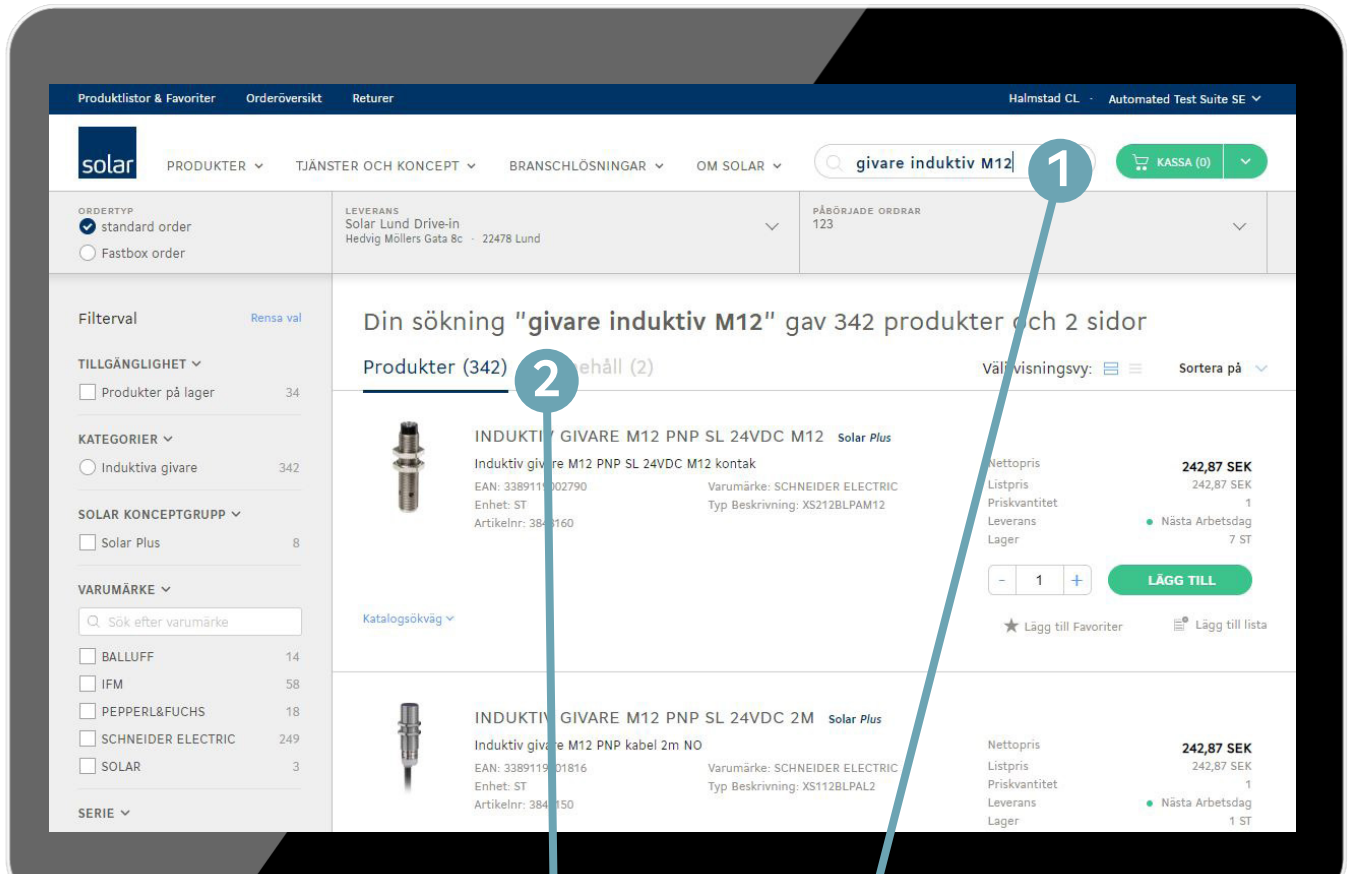 Produktlistor & Favoriter Orderöversikt Returer Halmstad CL · Automated Test Suite SE
solar PRODUKTER TJÄNSTER OCH KONCEPT BRANSCHLÖSNINGAR OM SOLAR givare induktiv M12 1 KASSA (0)
ORDERTYP
standard order
Fastbox order
LEVERANS
Solar Lund Drive-in
Hedvig Möllers Gata 8c · 22478 Lund
PÅBÖRJADE ORDRAR
123
Filterval Rensa val
TILLGÄNGLIGHET
Produkter på lager 34
KATEGORIER
Induktiva givare 342
SOLAR KONCEPTGRUPP
Solar Plus 8
VARUMÄRKE
Sök efter varumärke
BALLUFF 14
IFM 58
PEPPERL&FUCHS 18
SCHNEIDER ELECTRIC 249
SOLAR 3
SERIE
Din sökning "givare induktiv M12" gav 342 produkter och 2 sidor
Produkter (342) 2 (2) Välj visningsvy: Sortera på
INDUKTIV GIVARE M12 PNP SL 24VDC M12 Solar Plus
Induktiv givare M12 PNP SL 24VDC M12 kontak
EAN: Varumärke: SCHNEIDER ELECTRIC
Enhet: ST Typ Beskrivning: XS212BLPAM12
Artikelnr:
Nettopris 242,87 SEK
Listpris 242,87 SEK
Priskvantitet 1
Leverans Nästa Arbetsdag
Lager 7 ST
- 1 + LÄGG TILL
Katalogsökväg Lägg till Favoriter Lägg till lista
INDUKTIV GIVARE M12 PNP SL 24VDC 2M Solar Plus
Induktiv givare M12 PNP kabel 2m NO
EAN: Varumärke: SCHNEIDER ELECTRIC
Enhet: ST Typ Beskrivning: XS112BLPAL2
Artikelnr:
Nettopris 242,87 SEK
Listpris 242,87 SEK
Priskvantitet 1
Leverans Nästa Arbetsdag
Lager 1 ST